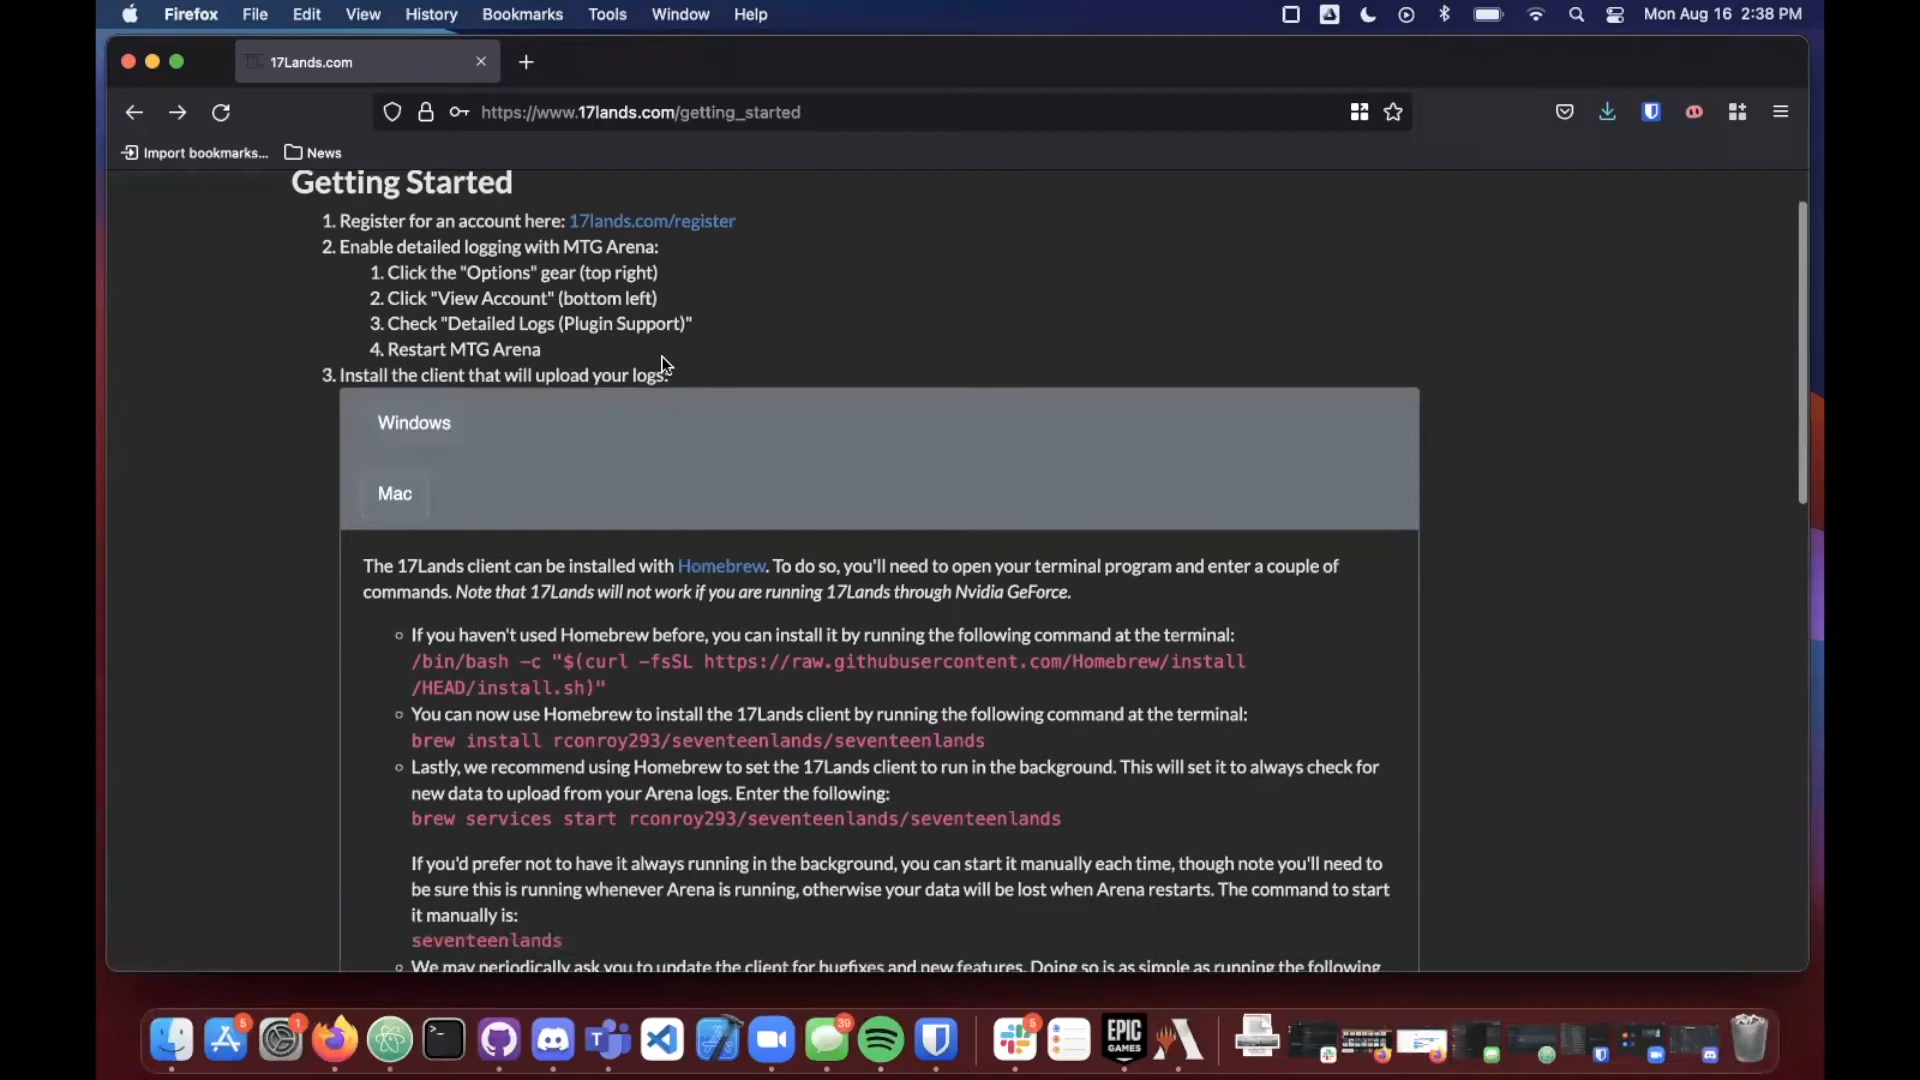 Firefox File Edit View History Bookmarks Tools Window Help Mon Aug 16 2:38 PM
17Lands.com
https://www.17lands.com/getting_started
Import bookmarks... News
Getting Started
1. Register for an account here: 17lands.com/register
2. Enable detailed logging with MTG Arena:
1. Click the "Options" gear (top right)
2. Click "View Account" (bottom left)
3. Check "Detailed Logs (Plugin Support)"
4. Restart MTG Arena
3. Install the client that will upload your logs:
Windows
Mac
The 17Lands client can be installed with Homebrew. To do so, you'll need to open your terminal program and enter a couple of
commands. Note that 17Lands will not work if you are running 17Lands through Nvidia GeForce.
If you haven't used Homebrew before, you can install it by running the following command at the terminal:
/bin/bash -c "$(curl -fsSL https://raw.githubusercontent.com/Homebrew/install
/HEAD/install.sh)"
You can now use Homebrew to install the 17Lands client by running the following command at the terminal:
brew install rconroy293/seventeenlands/seventeenlands
Lastly, we recommend using Homebrew to set the 17Lands client to run in the background. This will set it to always check for
new data to upload from your Arena logs. Enter the following:
brew services start rconroy293/seventeenlands/seventeenlands
If you'd prefer not to have it always running in the background, you can start it manually each time, though note you'll need to
be sure this is running whenever Arena is running, otherwise your data will be lost when Arena restarts. The command to start
it manually is:
seventeenlands
We may periodically ask you to update the client for bugfixes and new features. Doing so is as simple as running the following
5 1 39 5
EPIC
GAMES